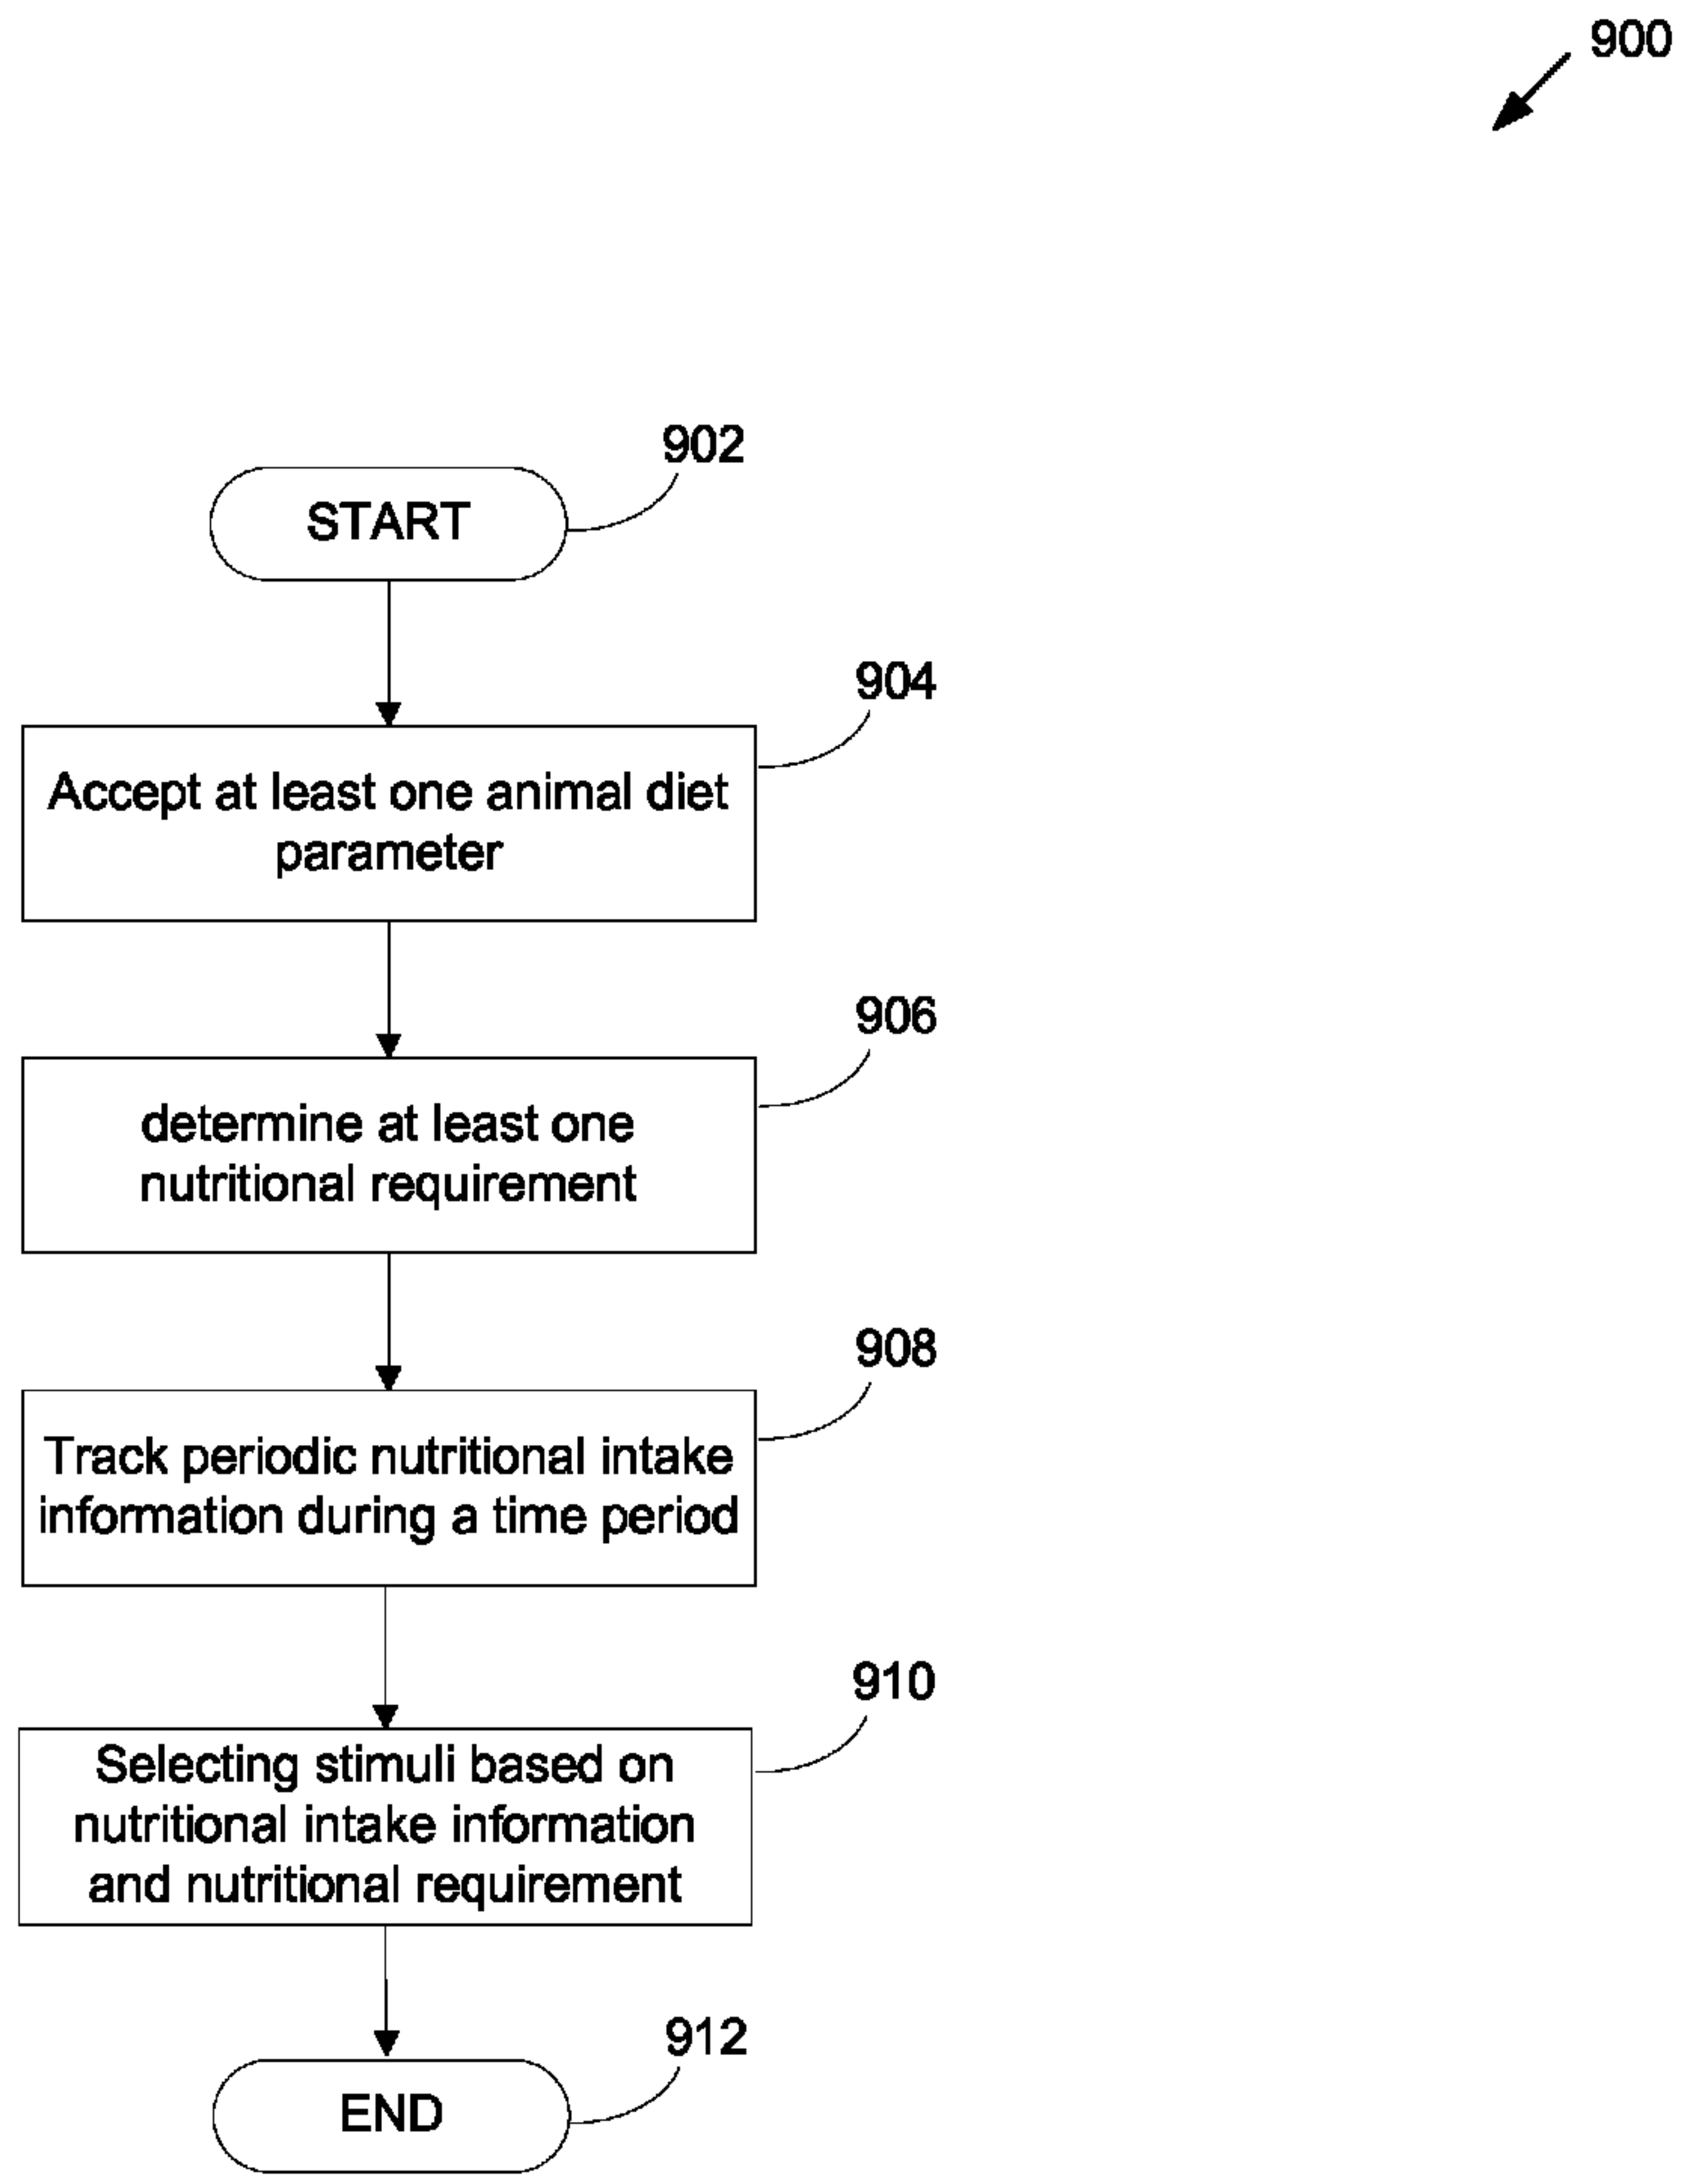 900
902
START
904
Accept at least one animal diet
parameter
906
determine at least one
nutritional requirement
908
Track periodic nutritional intake
information during a time period
910
Selecting stimuli based on
nutritional intake information
and nutritional requirement
912
END